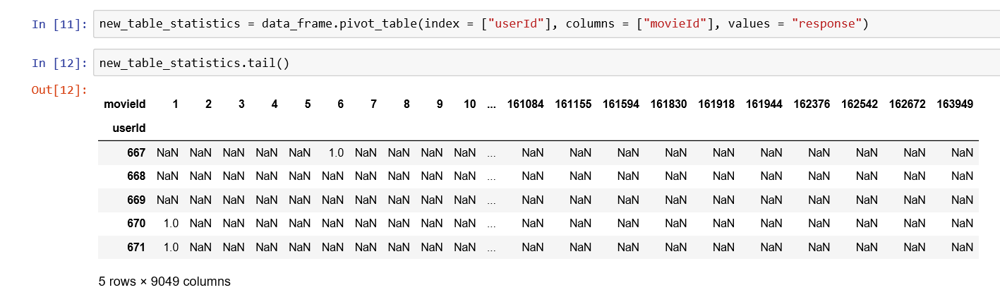 In [11]: new_table_statistics = data_frame.pivot_table(index = ["userId"], columns = ["movieId"], values = "response")
In [12]: new_table_statistics.tail()
Out[12]:
movieId 1 2 3 4 5 6 7 8 9 10 ... 161084 161155 161594 161830 161918 161944 162376 162542 162672 163949
userId
667 NaN NaN NaN NaN NaN 1.0 NaN NaN NaN NaN ... NaN NaN NaN NaN NaN NaN NaN NaN NaN NaN
668 NaN NaN NaN NaN NaN NaN NaN NaN NaN NaN ... NaN NaN NaN NaN NaN NaN NaN NaN NaN NaN
669 NaN NaN NaN NaN NaN NaN NaN NaN NaN NaN ... NaN NaN NaN NaN NaN NaN NaN NaN NaN NaN
670 1.0 NaN NaN NaN NaN NaN NaN NaN NaN NaN ... NaN NaN NaN NaN NaN NaN NaN NaN NaN NaN
671 1.0 NaN NaN NaN NaN NaN NaN NaN NaN NaN ... NaN NaN NaN NaN NaN NaN NaN NaN NaN NaN
5 rows × 9049 columns